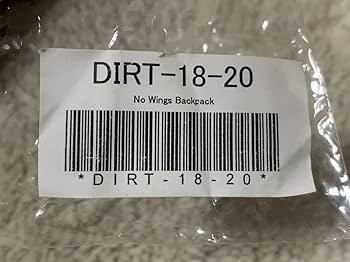 DIRT-18-20
No Wings Backpack
*DIRT-18-20*